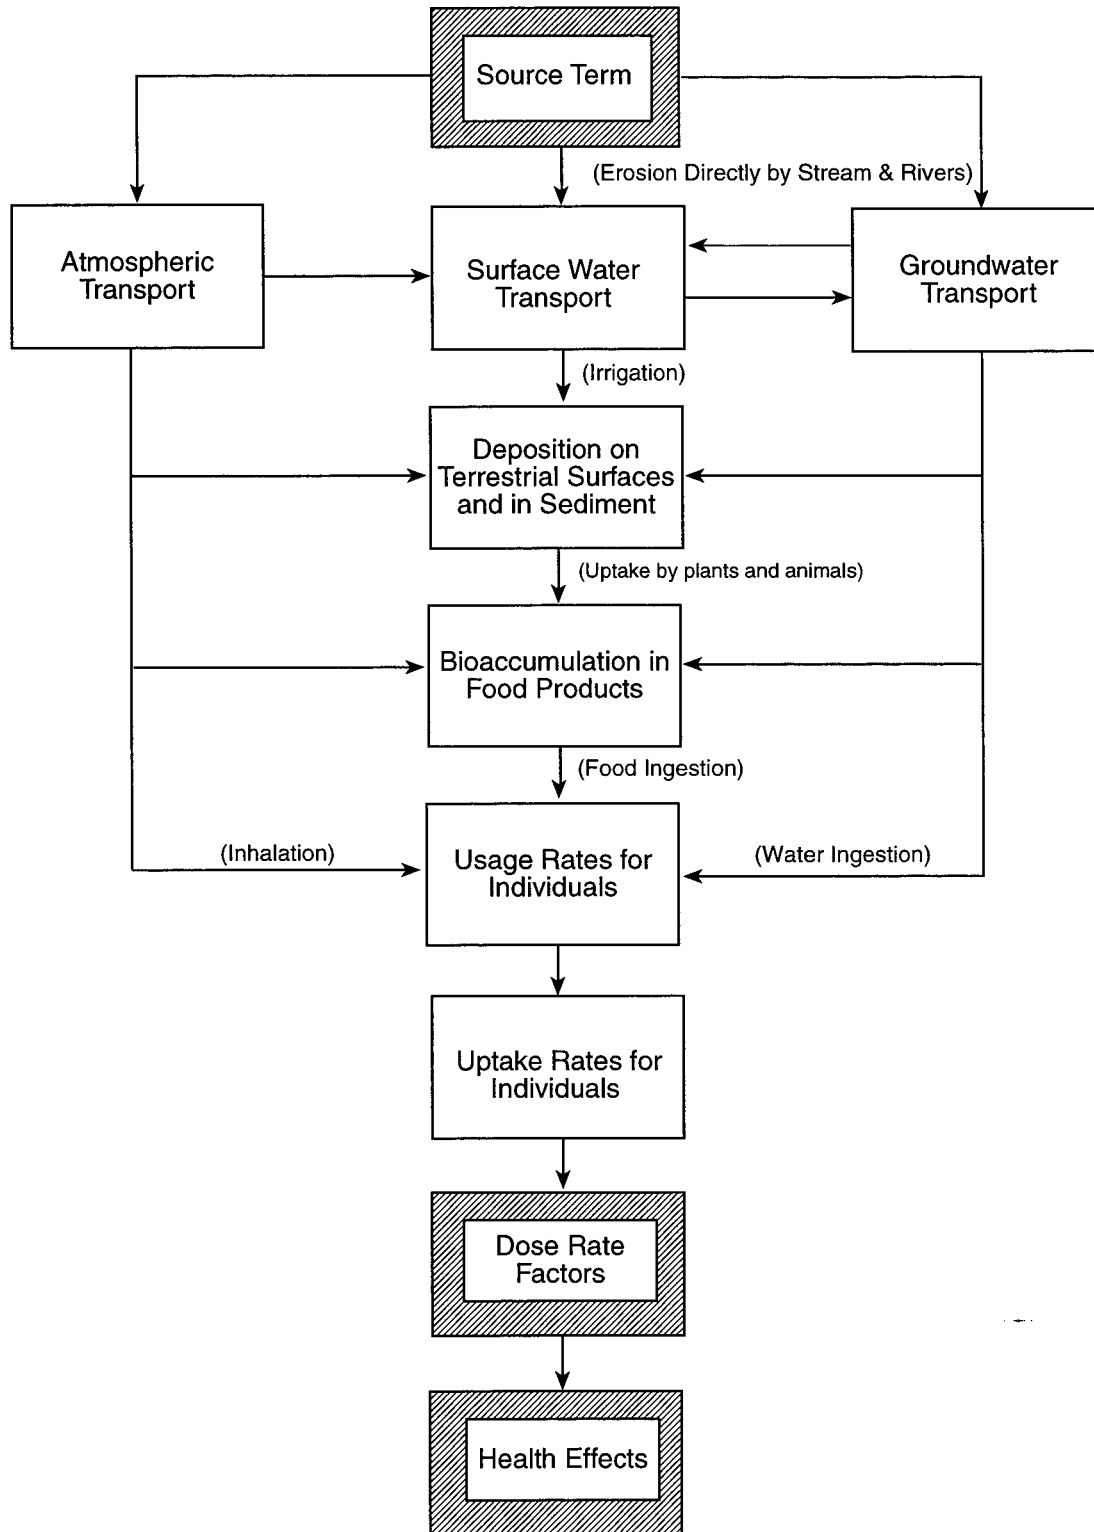 Source Term
(Erosion Directly by Stream & Rivers)
Atmospheric
Transport
Surface Water
Transport
Groundwater
Transport
(Irrigation)
Deposition on
Terrestrial Surfaces
and in Sediment
(Uptake by plants and animals)
Bioaccumulation in
Food Products
(Food Ingestion)
(Inhalation)
Usage Rates for
Individuals
(Water Ingestion)
Uptake Rates for
Individuals
Dose Rate
Factors
Health Effects